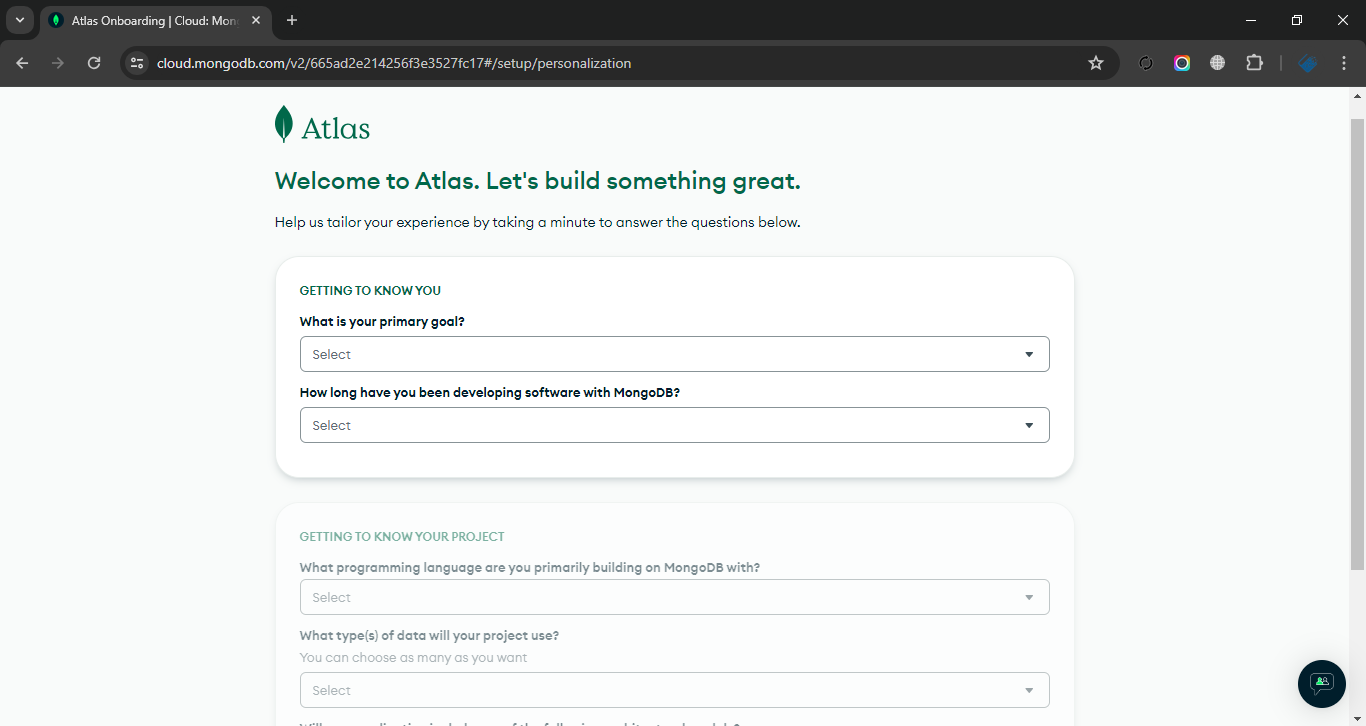 Atlas Onboarding | Cloud: Mon
cloud.mongodb.com/v2/665ad2e214256f3e3527fc17#/setup/personalization
Atlas
Welcome to Atlas. Let's build something great.
Help us tailor your experience by taking a minute to answer the questions below.
GETTING TO KNOW YOU
What is your primary goal?
Select
How long have you been developing software with MongoDB?
Select
GETTING TO KNOW YOUR PROJECT
What programming language are you primarily building on MongoDB with?
Select
What type(s) of data will your project use?
You can choose as many as you want
Select